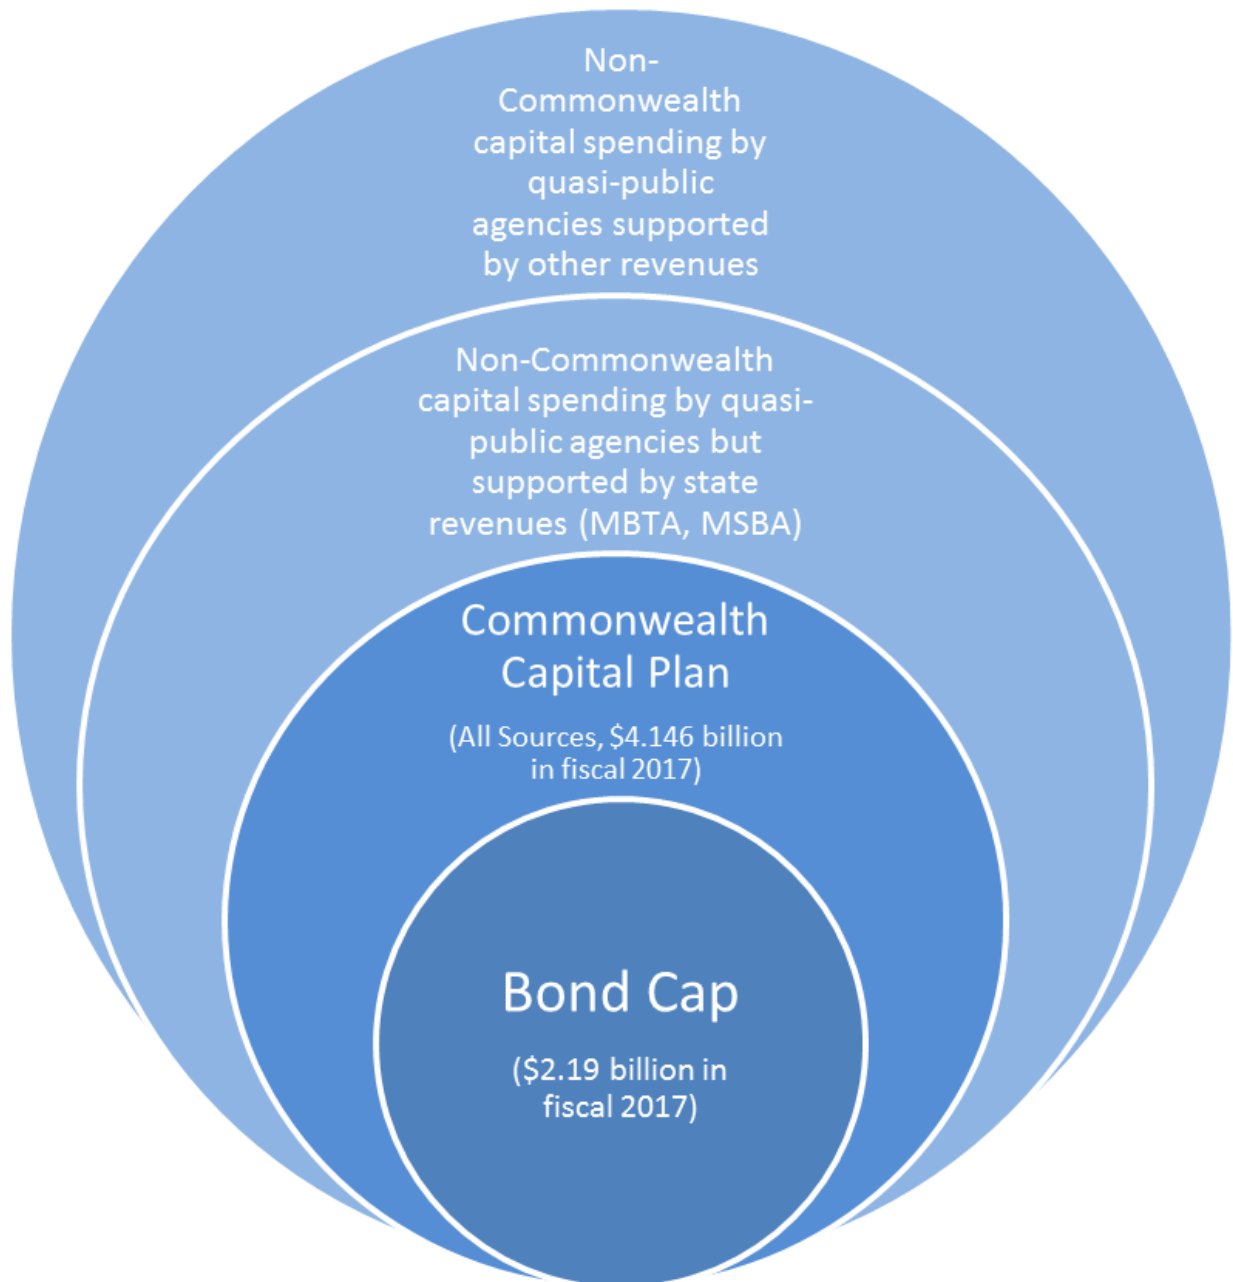 Non-
Commonwealth
capital spending by
quasi-public
agencies supported
by other revenues
Non-Commonwealth
capital spending by quasi-
public agencies but
supported by state
revenues (MBTA, MSBA)
Commonwealth
Capital Plan
(All Sources, $4.146 billion
in fiscal 2017)
Bond Cap
($2.19 billion in
fiscal 2017)